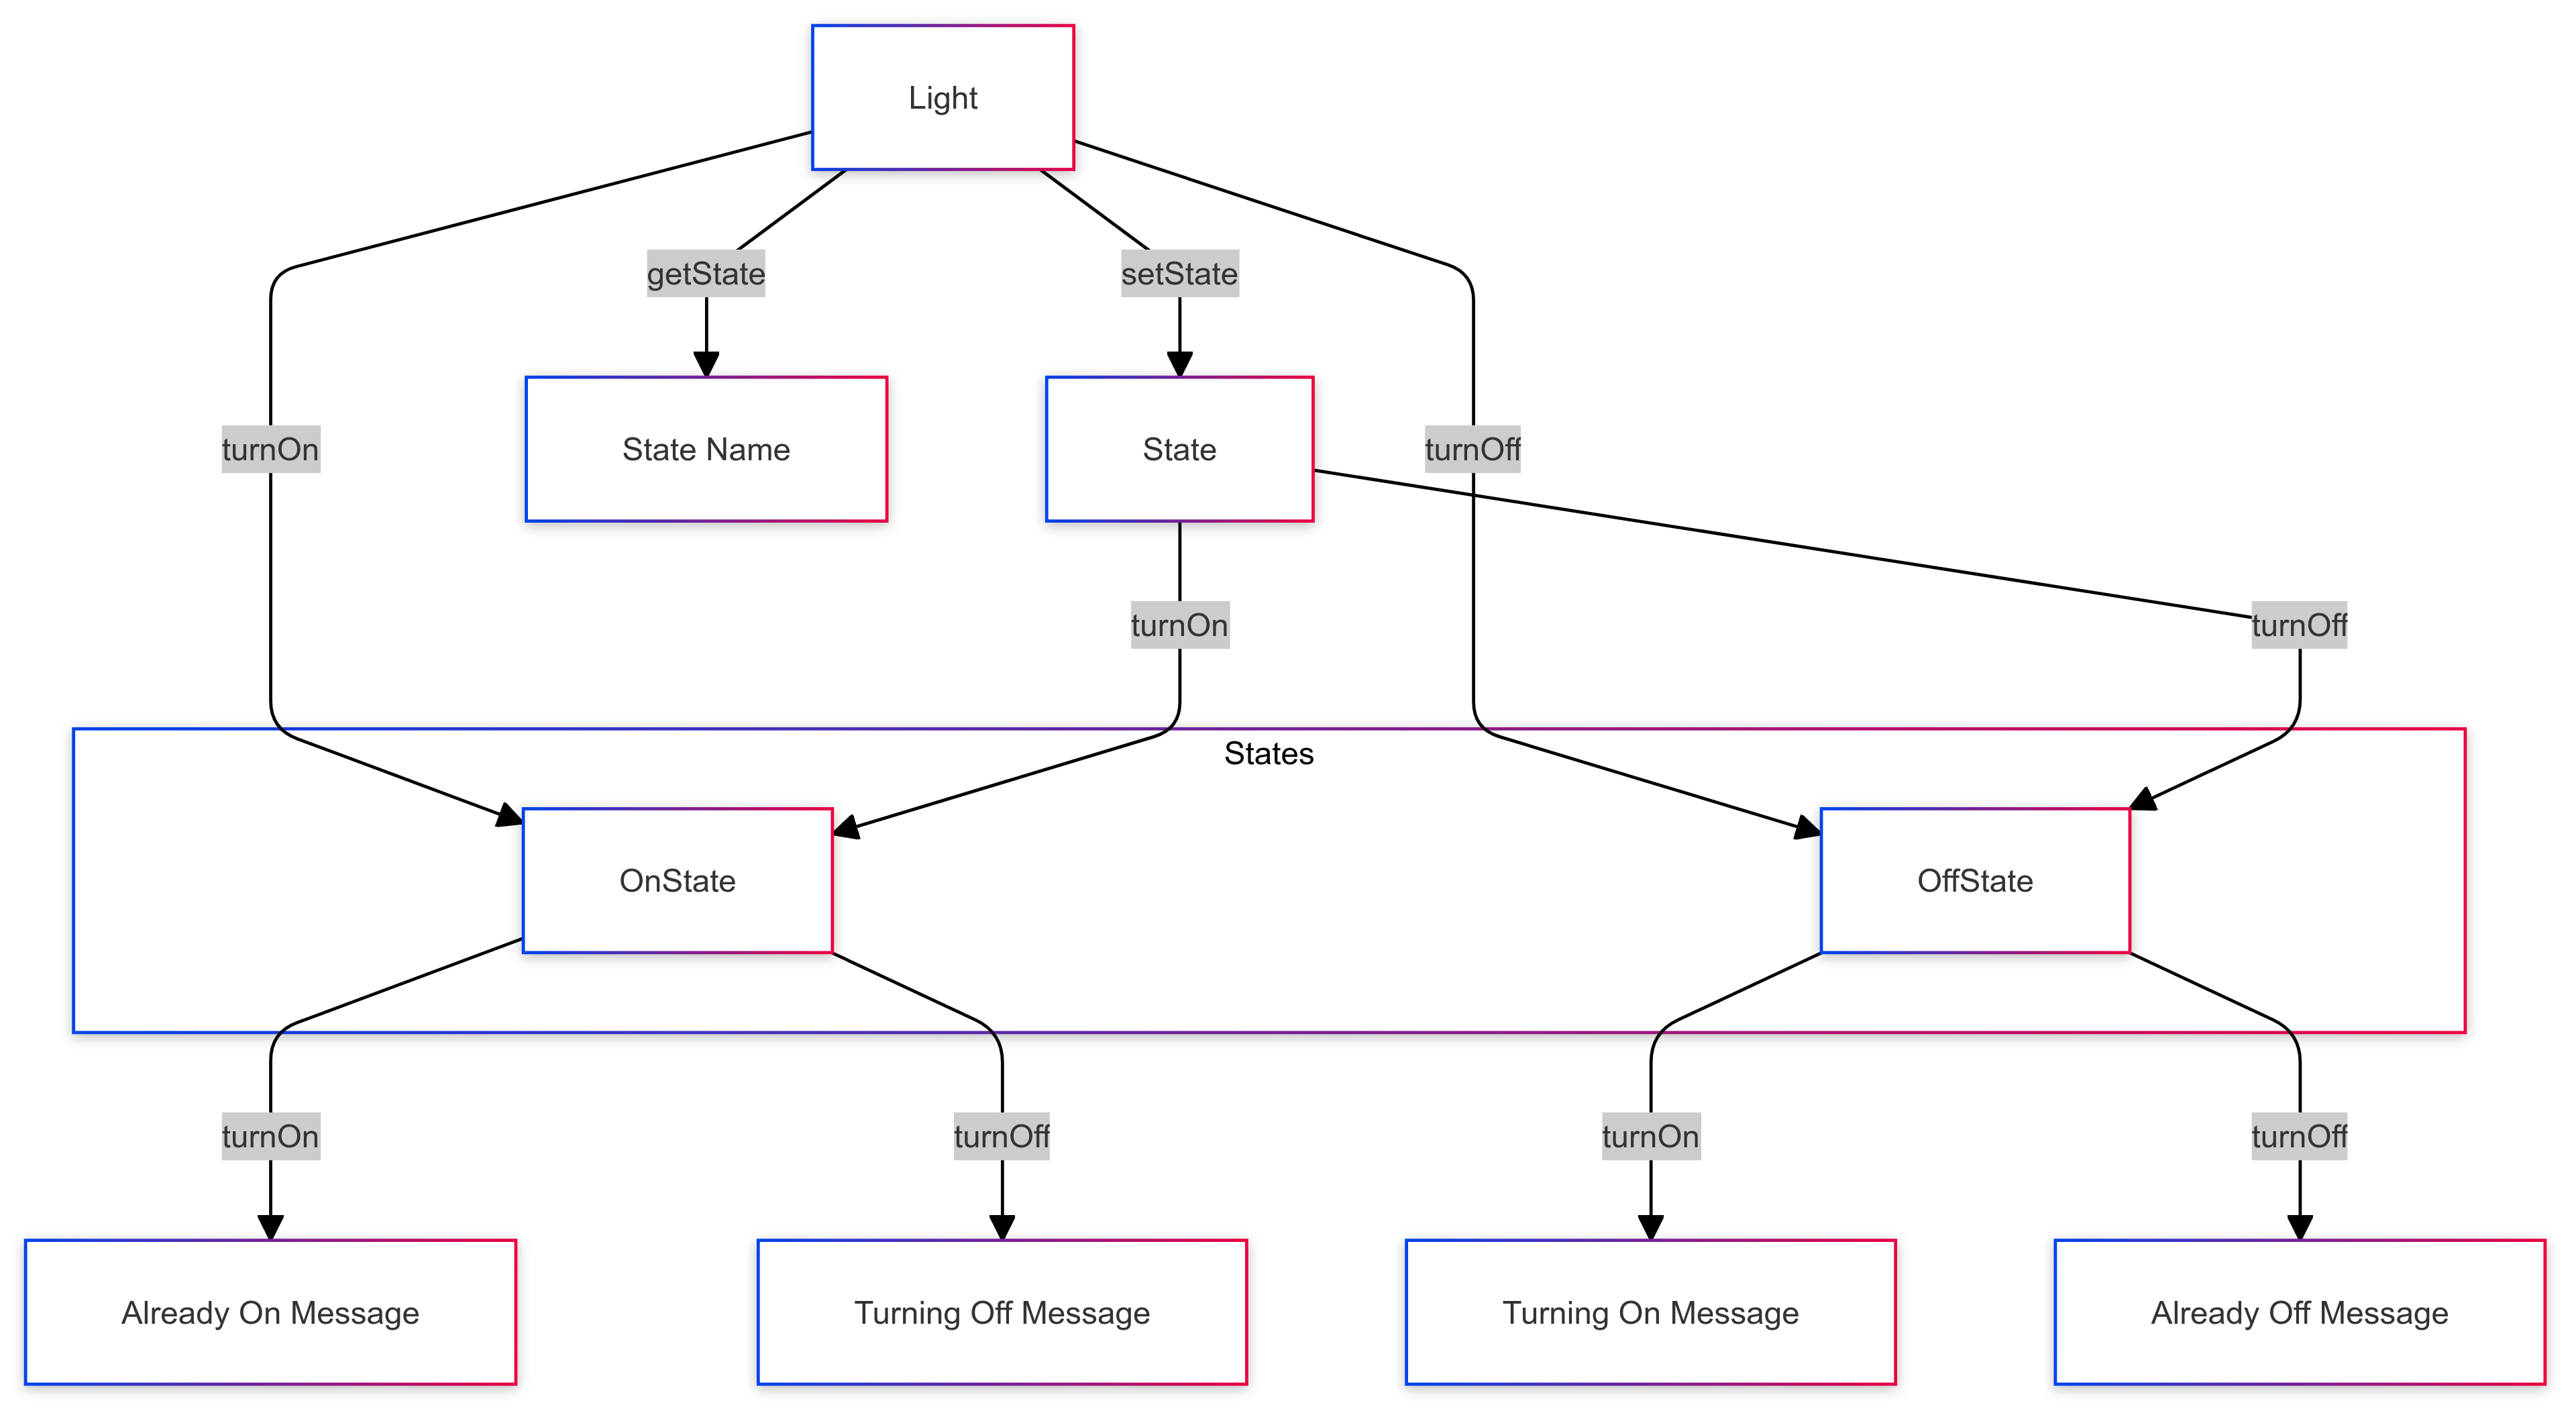 Light
getState
setState
turnOn
State Name
State
turnOff
turnOn
turnOff
States
OnState
OffState
turnOn
turnOff
turnOn
turnOff
Already On Message
Turning Off Message
Turning On Message
Already Off Message